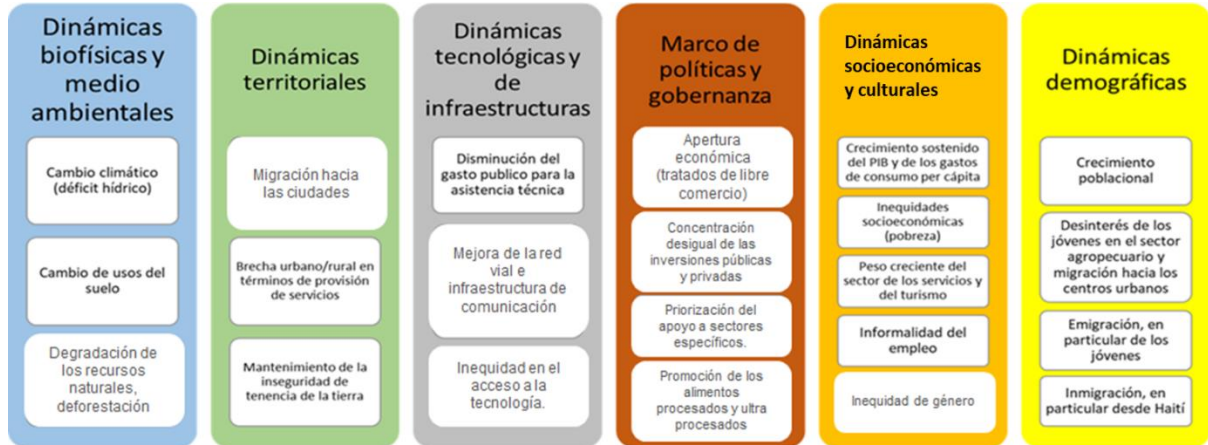 Dinámicas
biofísicas y
medio
ambientales
Cambio climático
(déficit hídrico)
Cambio de usos del
suelo
Degradación de
los recursos
naturales,
deforestación
Dinámicas
territoriales
Migración hacia
las ciudades
Brecha urbano/rural en
términos de provisión de
servicios
Mantenimiento de la
inseguridad de
tenencia de la tierra
Dinámicas
tecnológicas y
de
infraestructuras
Disminución del
gasto publico para la
asistencia técnica
Mejora de la red
vial e
infraestructura de
comunicación
Inequidad en el
acceso a la
tecnología.
Marco de
políticas y
gobernanza
Apertura
económica
(tratados de libre
comercio)
Concentración
desigual de las
inversiones públicas
y privadas
Priorización del
apoyo a sectores
específicos.
Promoción de los
alimentos
procesados y ultra
procesados
Dinámicas
socioeconómicas
y culturales
Crecimiento sostenido
del PIB y de los gastos
de consumo per cápita
Inequidades
socioeconómicas
(pobreza)
Peso creciente del
sector de los servicios y
del turismo
Informalidad del
empleo
Inequidad de género
Dinámicas
demográficas
Crecimiento
poblacional
Desinterés de los
jóvenes en el sector
agropecuario y
migración hacia los
centros urbanos
Emigración, en
particular de los
jóvenes
Inmigración, en
particular desde Haití